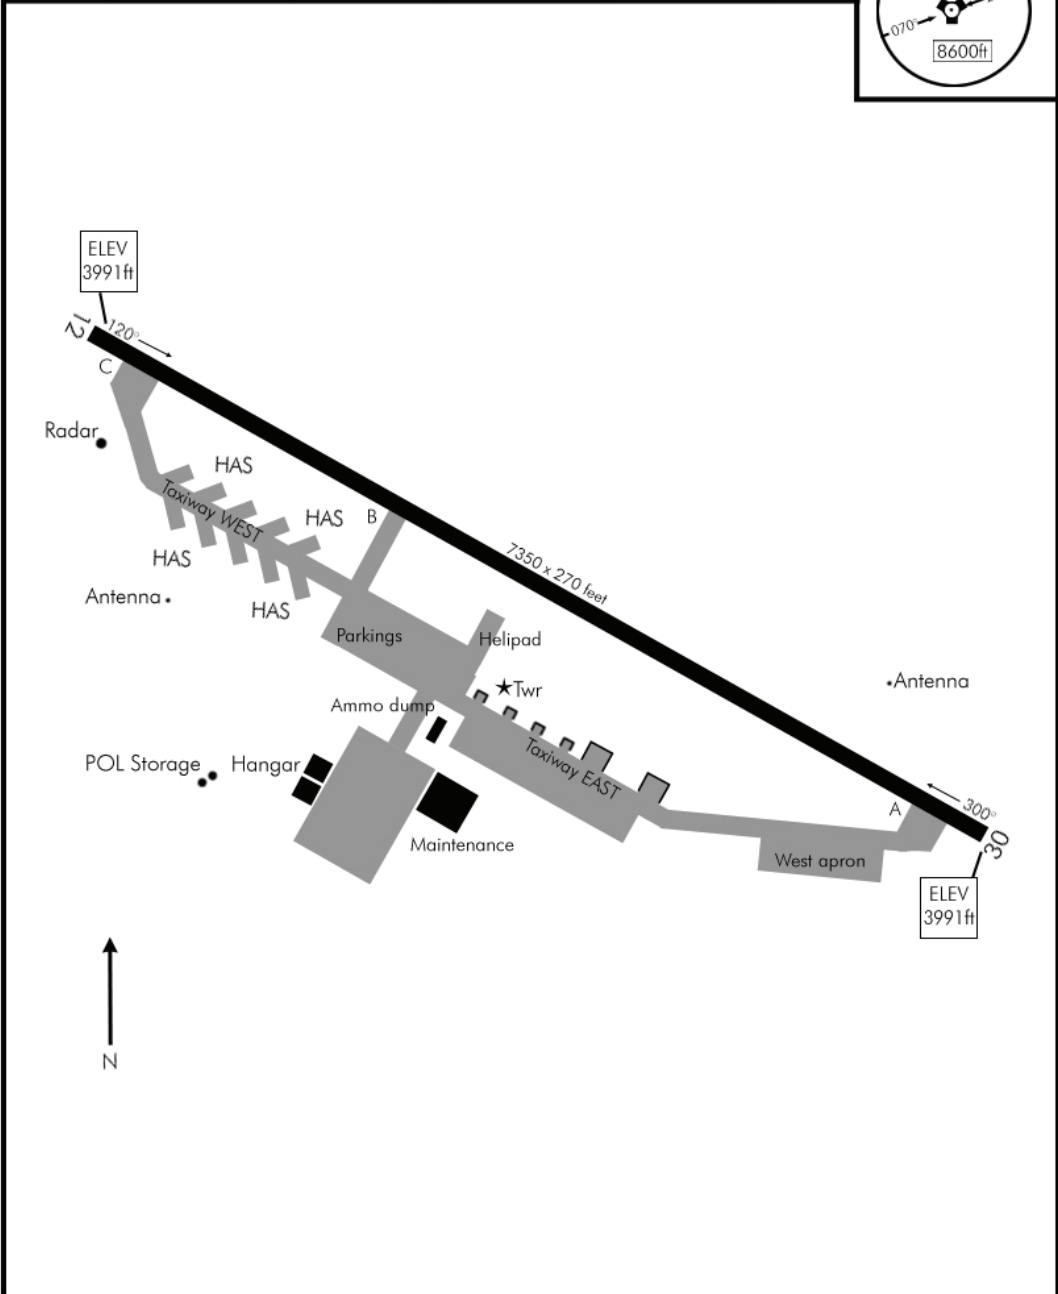 070°
8600ft
ELEV
3991ft
12
120°
C
Radar
HAS
Taxiway WEST
HAS
B
HAS
7350 x 270 feet
Antenna
HAS
Parkings
Helipad
Antenna
Twr
Ammo dump
POL Storage
Hangar
Taxiway EAST
A
300°
30
Maintenance
West apron
ELEV
3991ft
N